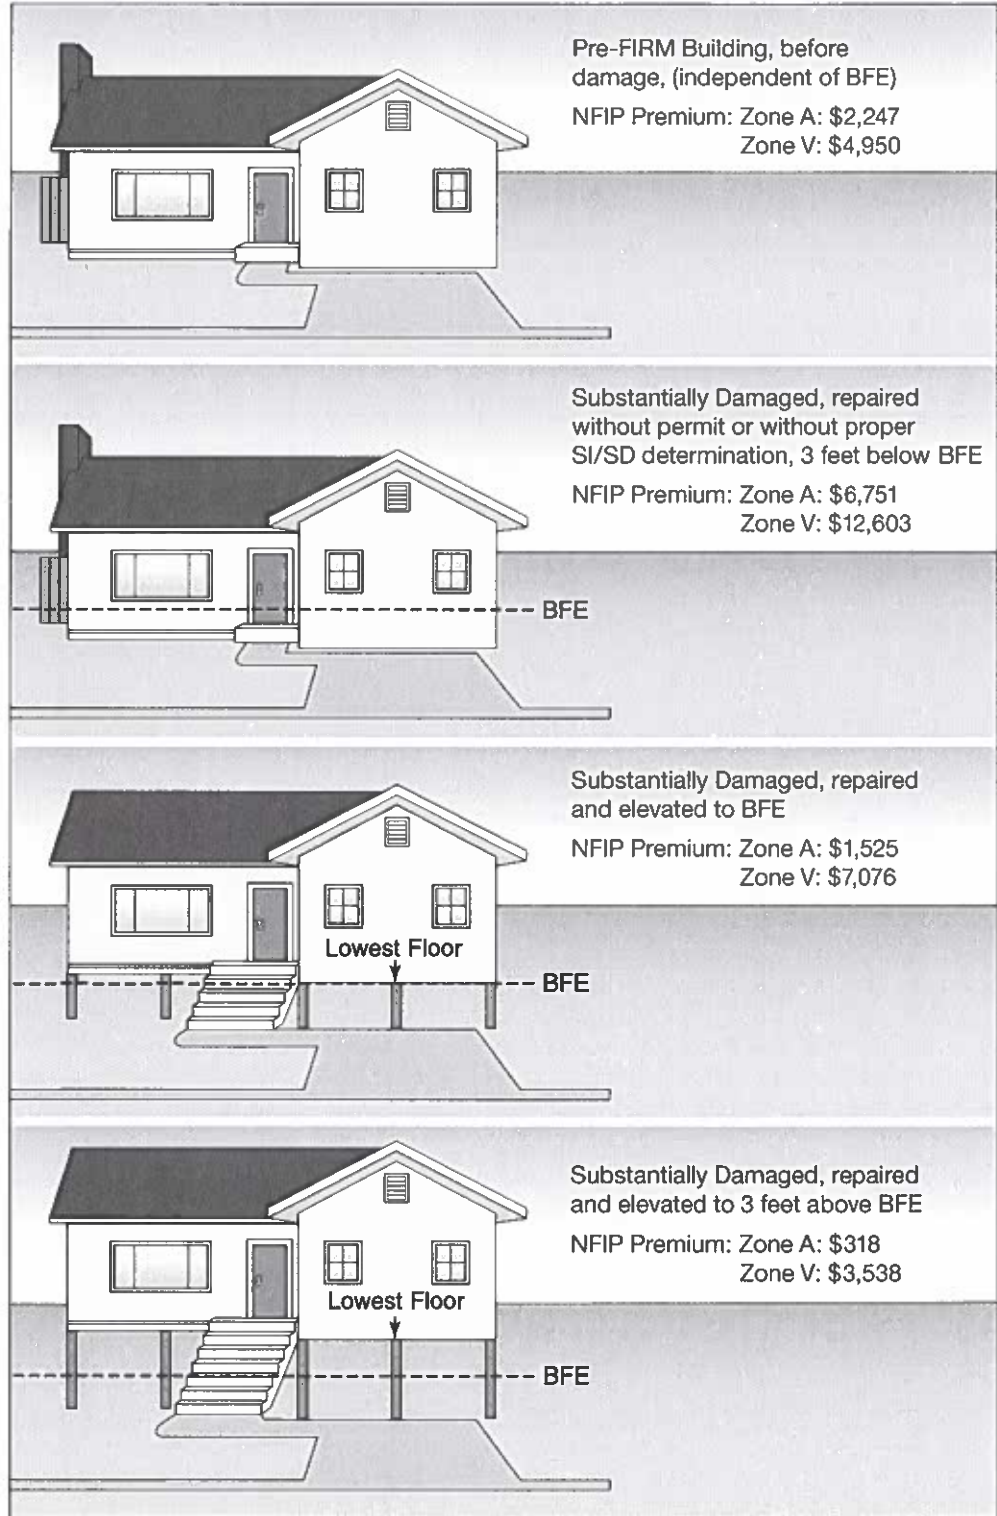 Pre-FIRM Building, before
damage, (independent of BFE)
NFIP Premium: Zone A: $2,247
Zone V: $4,950
Substantially Damaged, repaired
without permit or without proper
SI/SD determination, 3 feet below BFE
NFIP Premium: Zone A: $6,751
Zone V: $12,603
BFE
Substantially Damaged, repaired
and elevated to BFE
NFIP Premium: Zone A: $1,525
Zone V: $7,076
Lowest Floor
BFE
Substantially Damaged, repaired
and elevated to 3 feet above BFE
NFIP Premium: Zone A: $318
Zone V: $3,538
Lowest Floor
BFE